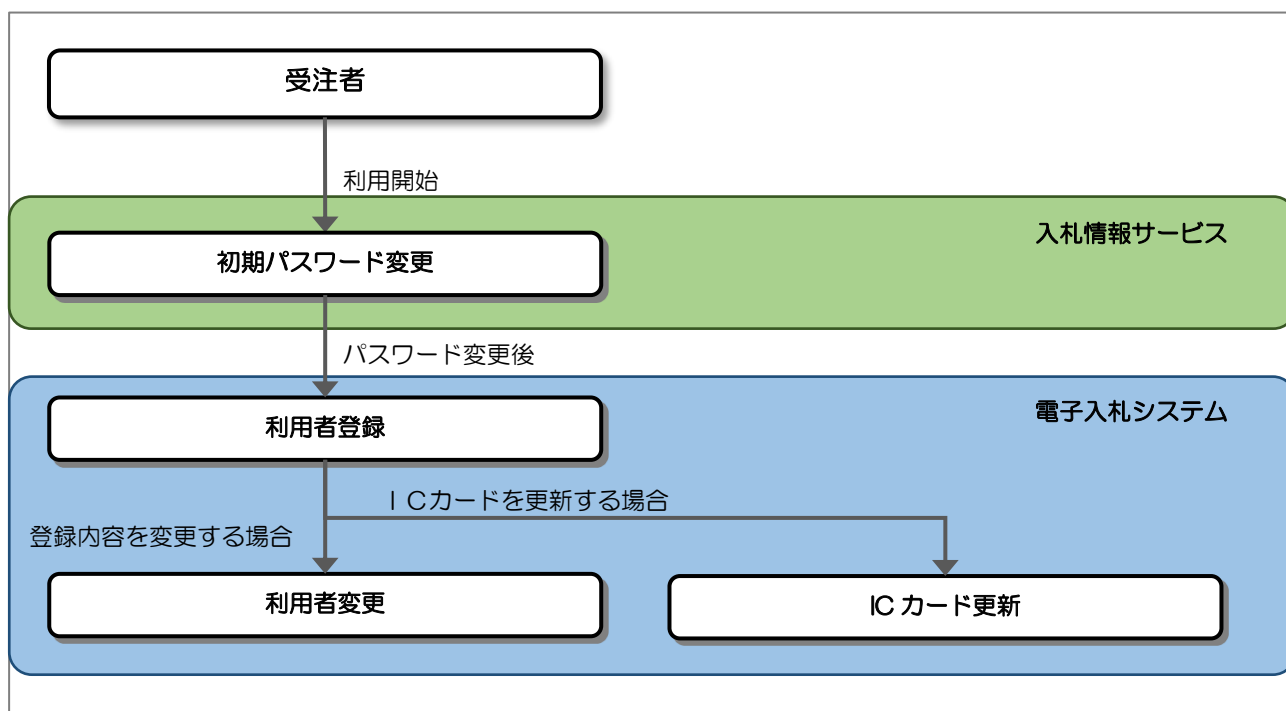 受注者
利用開始
入札情報サービス
初期パスワード変更
パスワード変更後
電子入札システム
利用者登録
ＩＣカードを更新する場合
登録内容を変更する場合
利用者変更
IC カード更新